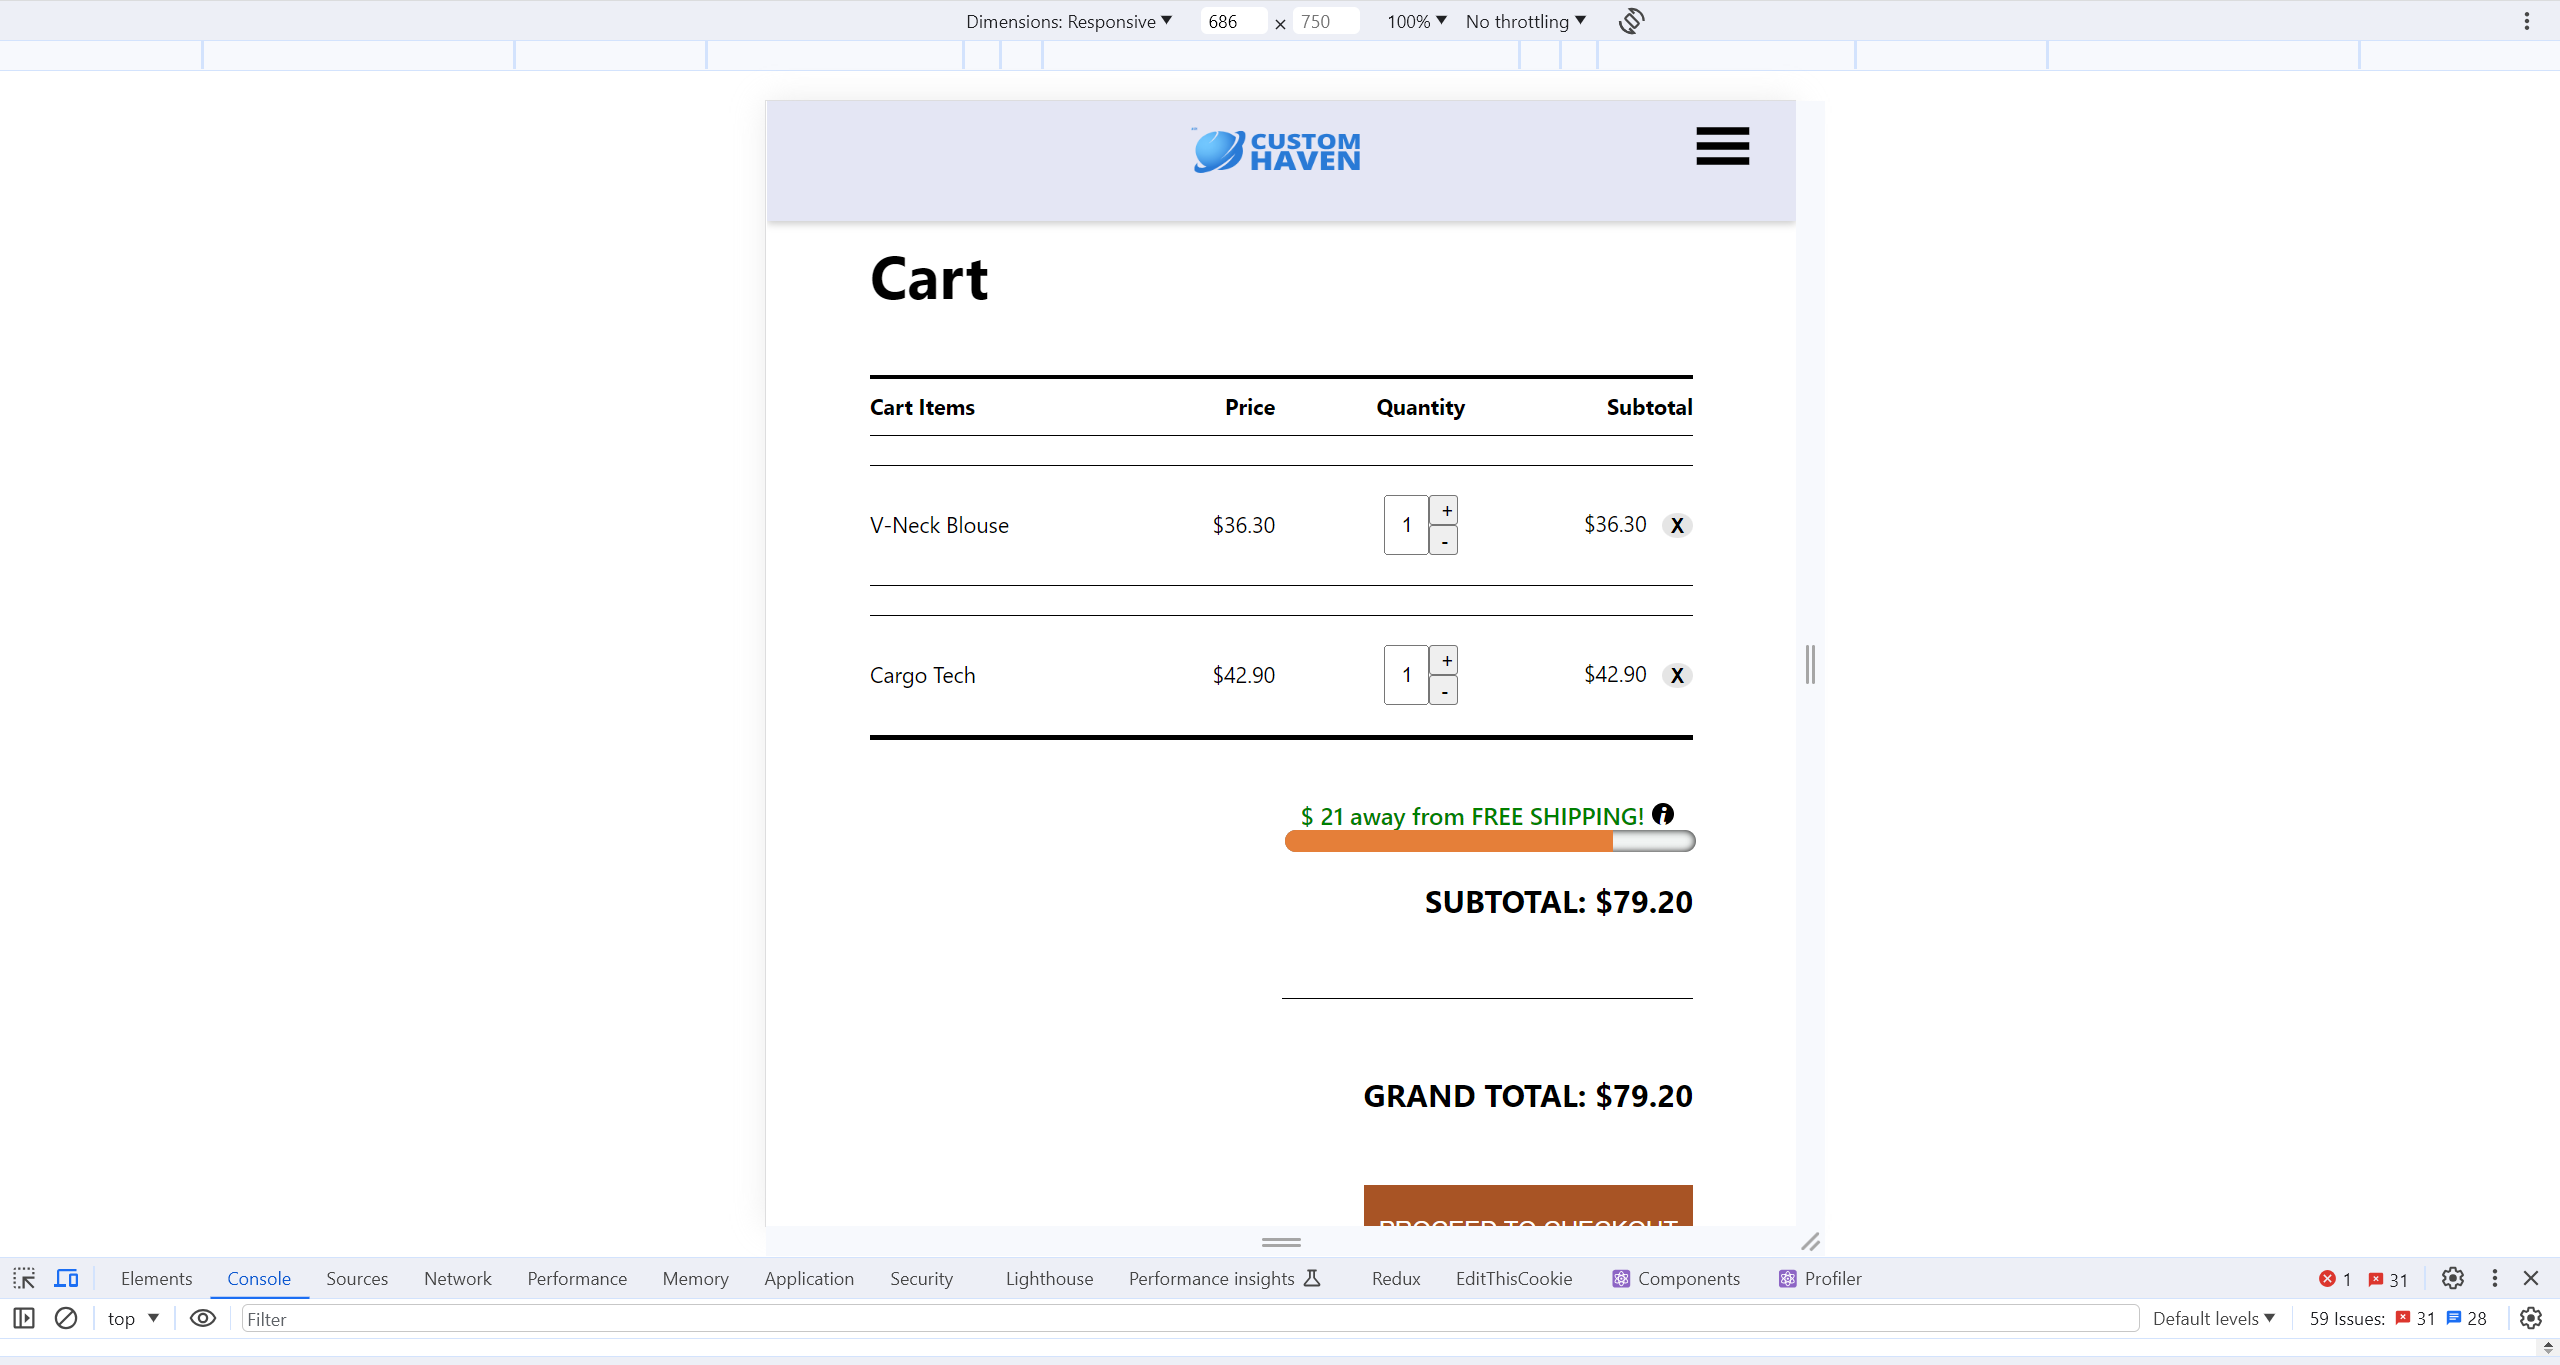 Dimensions: Responsive ▼ 686 × 750 100% ▼ No throttling ▼
CUSTOM
HAVEN
Cart
Cart Items Price Quantity Subtotal
V-Neck Blouse $36.30 1 + - $36.30 X
Cargo Tech $42.90 1 + - $42.90 X
$ 21 away from FREE SHIPPING! i
SUBTOTAL: $79.20
GRAND TOTAL: $79.20
PROCEED TO CHECKOUT
Elements Console Sources Network Performance Memory Application Security Lighthouse Performance insights Redux EditThisCookie Components Profiler 1 31
top ▼ Filter Default levels ▼ 59 Issues: 31 28